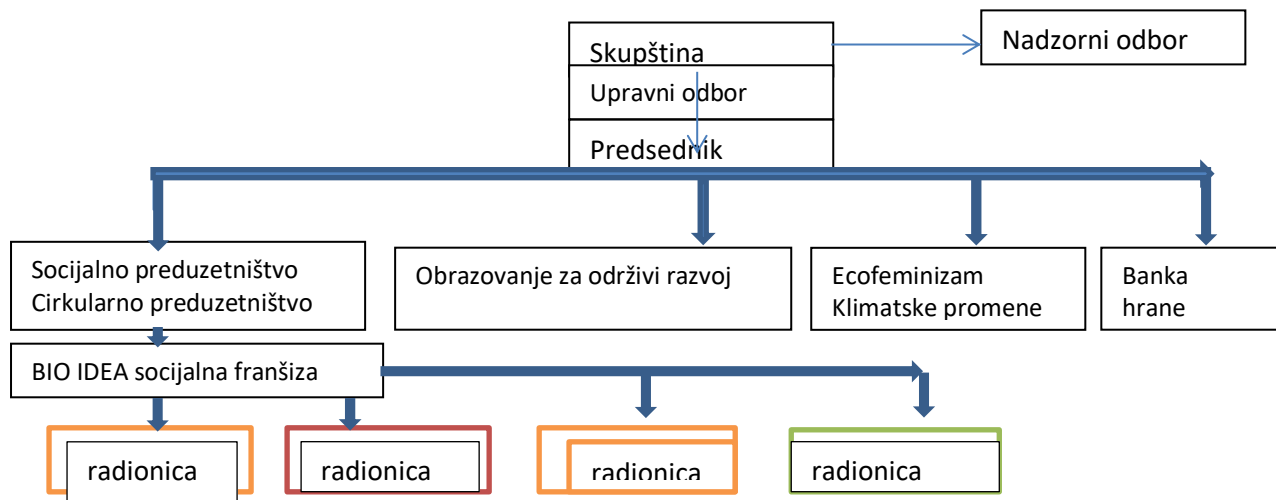 Skupština
Nadzorni odbor
Upravni odbor
Predsednik
Socijalno preduzetništvo
Cirkularno preduzetništvo
Obrazovanje za održivi razvoj
Ecofeminizam
Klimatske promene
Banka
hrane
BIO IDEA socijalna franšiza
radionica
radionica
radionica
radionica